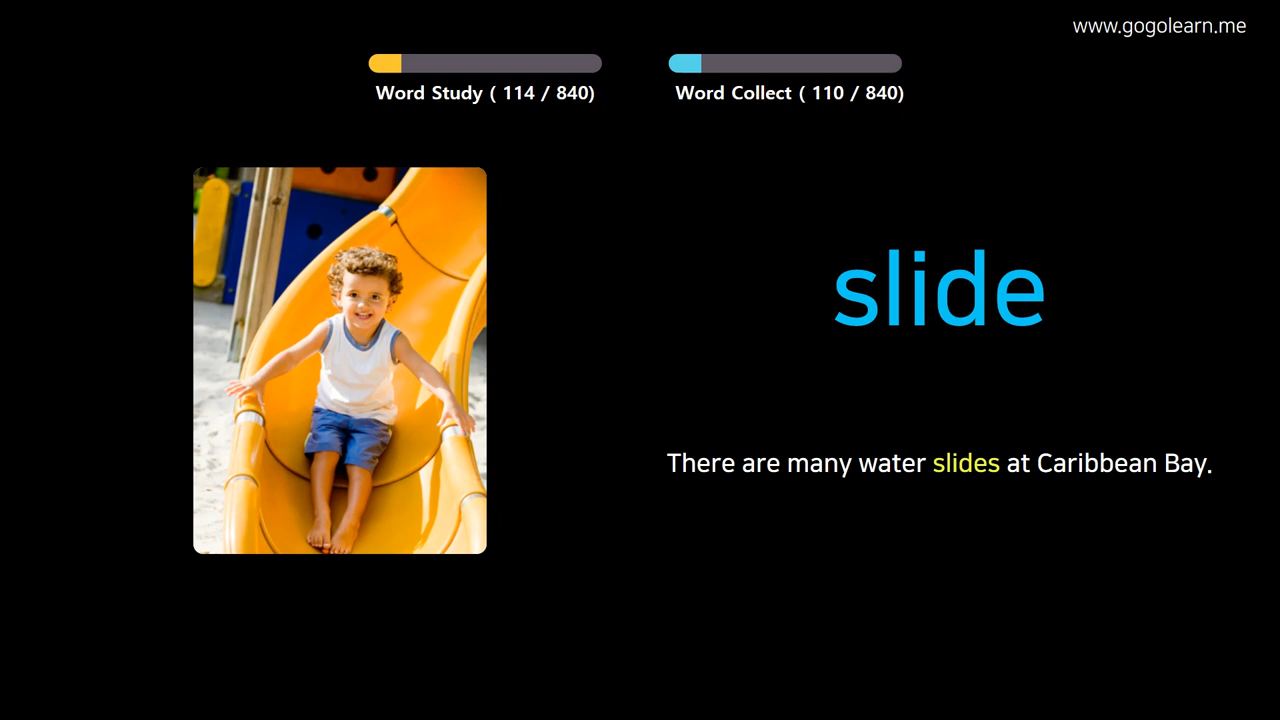 www.gogolearn.me
Word Study ( 114 / 840)
Word Collect ( 110 / 840)
slide
There are many water slides at Caribbean Bay.